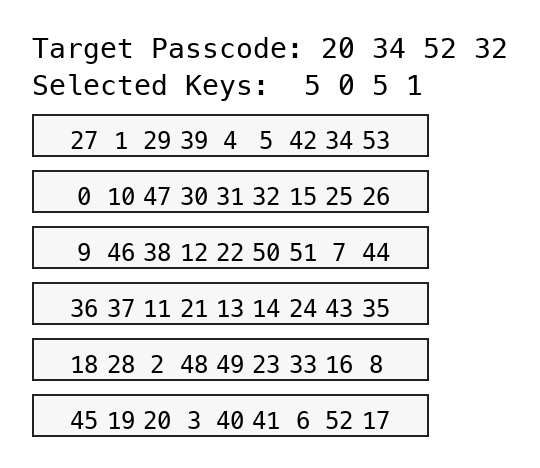 Target Passcode: 20 34 52 32
Selected Keys: 5 0 5 1
27 1 29 39 4 5 42 34 53
0 10 47 30 31 32 15 25 26
9 46 38 12 22 50 51 7 44
36 37 11 21 13 14 24 43 35
18 28 2 48 49 23 33 16 8
45 19 20 3 40 41 6 52 17